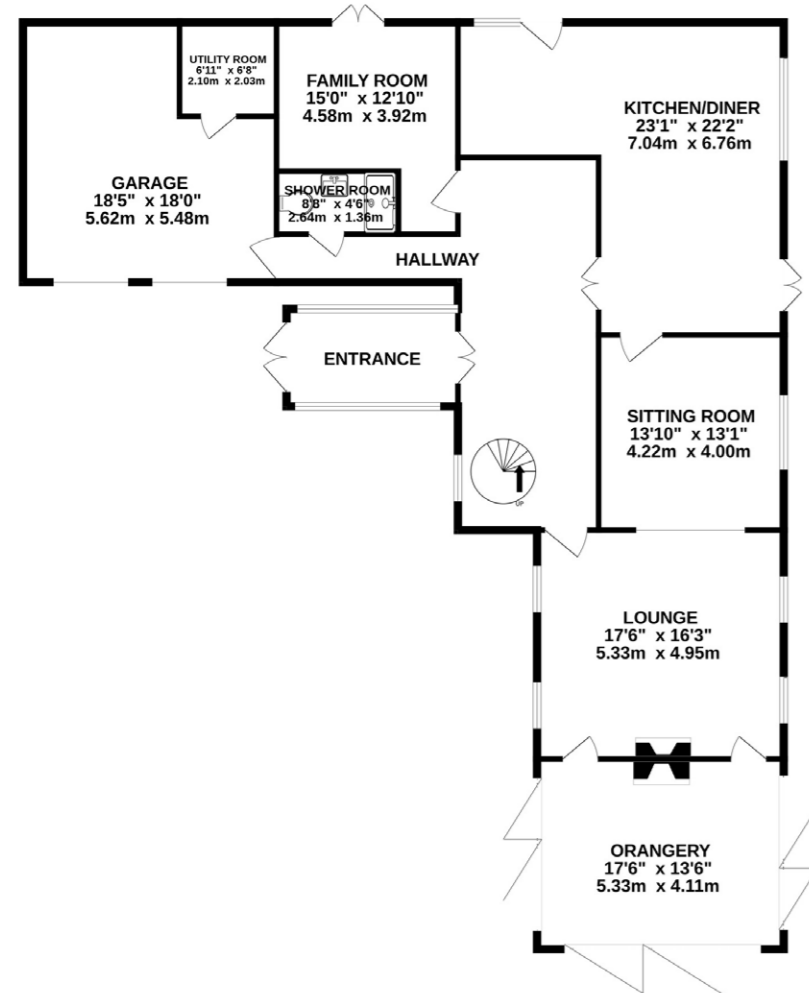 UTILITY ROOM
6'11" x 6'8"
2.10m x 2.03m
FAMILY ROOM
15'0" x 12'10"
4.58m x 3.92m
KITCHEN/DINER
23'1" x 22'2"
7.04m x 6.76m
GARAGE
18'5" x 18'0"
5.62m x 5.48m
SHOWER ROOM
8'8" x 4'6"
2.64m x 1.36m
HALLWAY
ENTRANCE
SITTING ROOM
13'10" x 13'1"
4.22m x 4.00m
UP
LOUNGE
17'6" x 16'3"
5.33m x 4.95m
ORANGERY
17'6" x 13'6"
5.33m x 4.11m